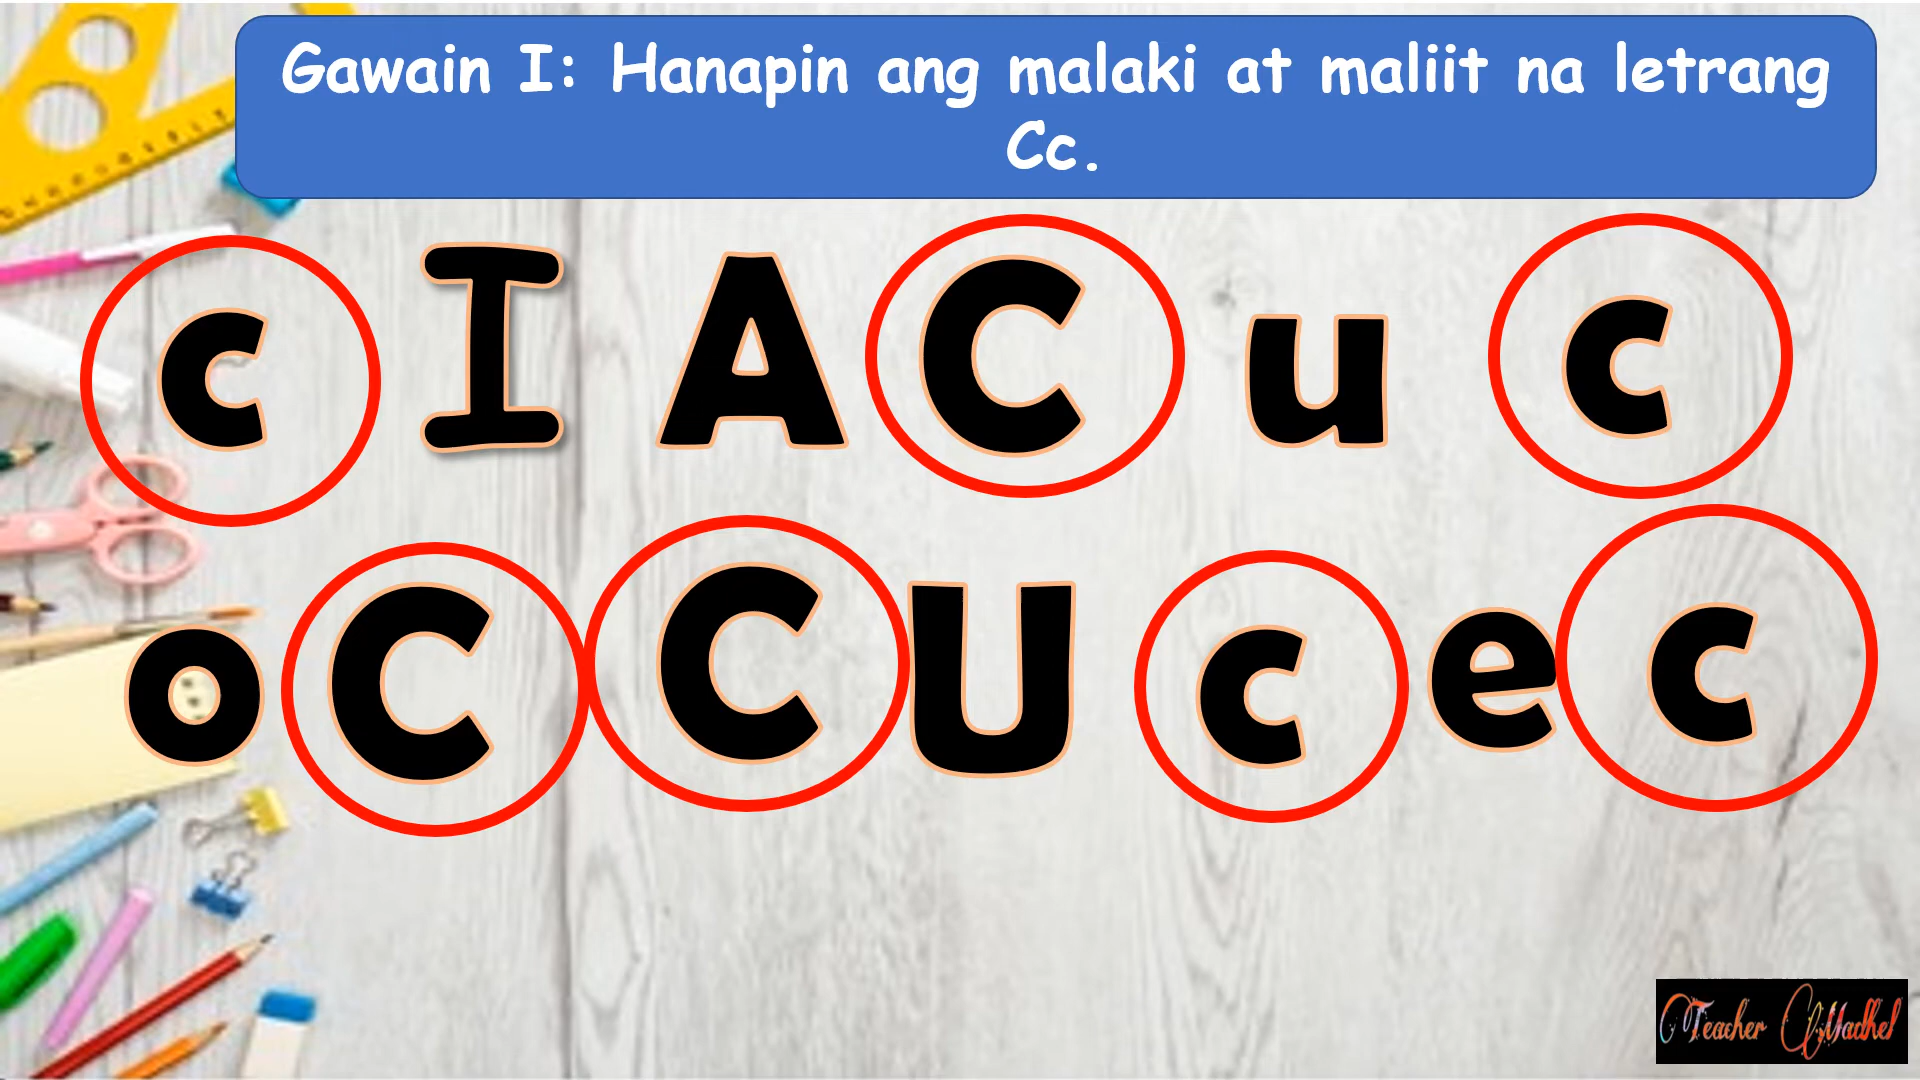 Gawain I: Hanapin ang malaki at maliit na letrang
Cc.
c I A C u c
o C C U c e c
Teacher Madhel